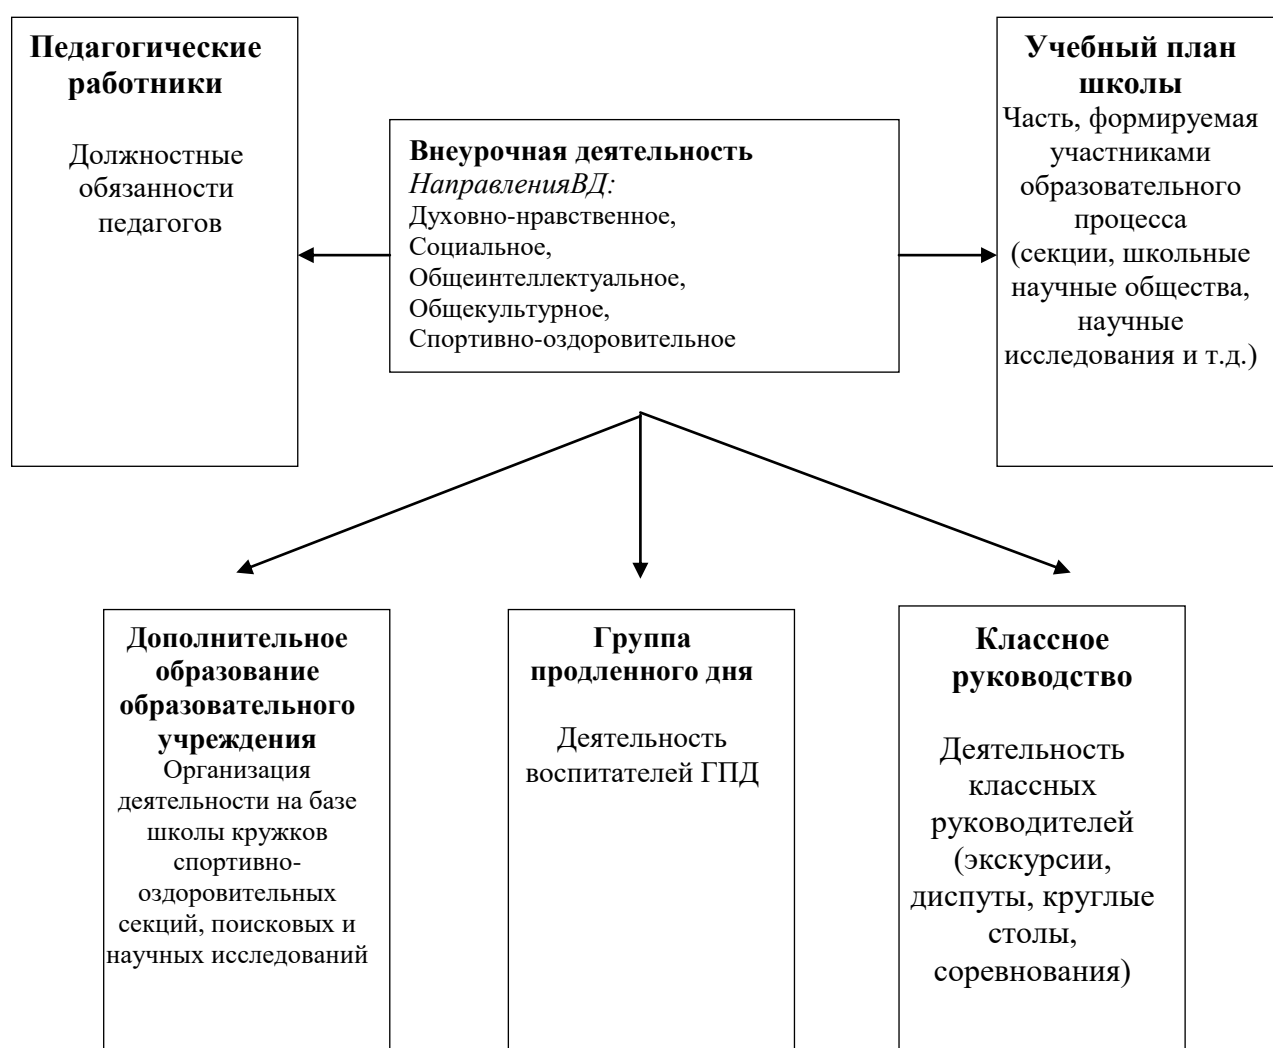 Педагогические
работники
Должностные
обязанности
педагогов
Внеурочная деятельность
НаправленияВД:
Духовно-нравственное,
Социальное,
Общеинтеллектуальное,
Общекультурное,
Спортивно-оздоровительное
Учебный план
школы
Часть, формируемая
участниками
образовательного
процесса
(секции, школьные
научные общества,
научные
исследования и т.д.)
Дополнительное
образование
образовательного
учреждения
Организация
деятельности на базе
школы кружков
спортивно-
оздоровительных
секций, поисковых и
научных исследований
Группа
продленного дня
Деятельность
воспитателей ГПД
Классное
руководство
Деятельность
классных
руководителей
(экскурсии,
диспуты, круглые
столы,
соревнования)